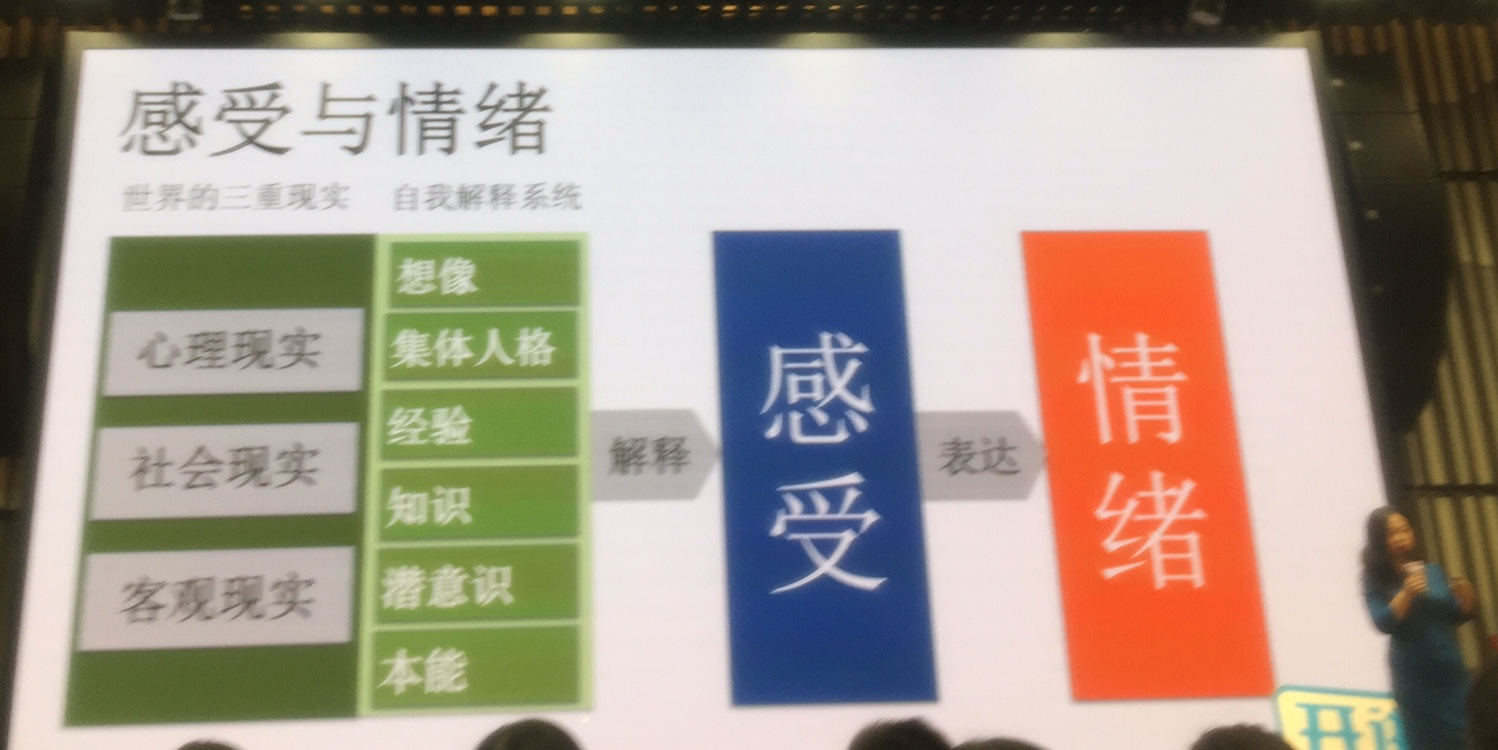 感受与情绪
世界的三重现实 自我解释系统
心理现实
社会现实
客观现实
想像
集体人格
经验
知识
潜意识
本能
解释
感受
表达
情绪